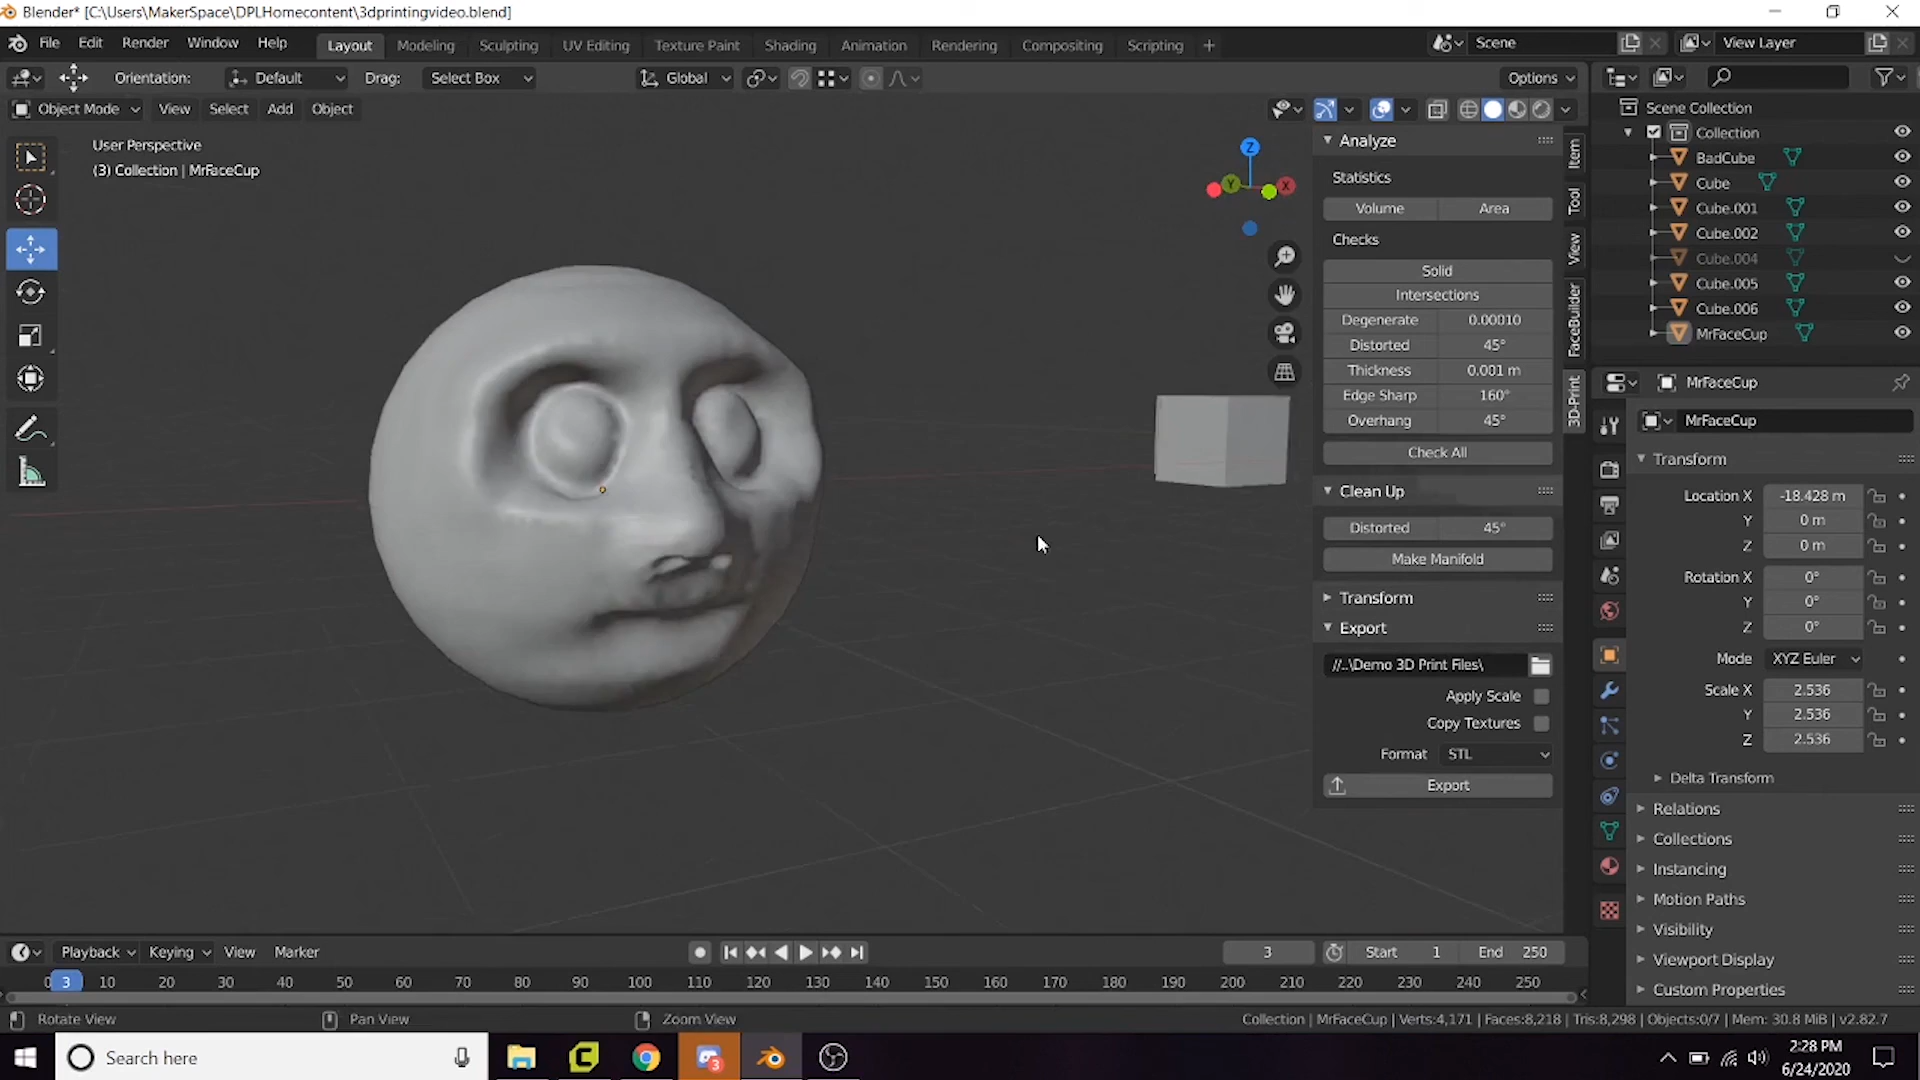 Blender* [C:\Users\MakerSpace\DPLHomecontent\3dprintingvideo.blend]
File Edit Render Window Help Layout Modeling Sculpting UV Editing Texture Paint Shading Animation Rendering Compositing Scripting + Scene View Layer
Orientation: Default Drag: Select Box Global Options
Object Mode View Select Add Object
User Perspective
(3) Collection | MrFaceCup
Z
Y
X
Analyze
Statistics
Volume Area
Checks
Solid
Intersections
Degenerate 0.00010
Distorted 45°
Thickness 0.001 m
Edge Sharp 160°
Overhang 45°
Check All
Clean Up
Distorted 45°
Make Manifold
Transform
Export
//..\Demo 3D Print Files\
Apply Scale
Copy Textures
Format STL
Export
Item
Tool
View
FaceBuilder
3D-Print
Scene Collection
Collection
BadCube
Cube
Cube.001
Cube.002
Cube.004
Cube.005
Cube.006
MrFaceCup
MrFaceCup
MrFaceCup
Transform
Location X -18.428 m
Y 0 m
Z 0 m
Rotation X 0°
Y 0°
Z 0°
Mode XYZ Euler
Scale X 2.536
Y 2.536
Z 2.536
Delta Transform
Relations
Collections
Instancing
Motion Paths
Visibility
Viewport Display
Custom Properties
Playback Keying View Marker 3 Start 1 End 250
0 3 10 20 30 40 50 60 70 80 90 100 110 120 130 140 150 160 170 180 190 200 210 220 230 240 250
Rotate View Pan View Zoom View Collection | MrFaceCup | Verts:4,171 | Faces:8,218 | Tris:8,298 | Objects:0/7 | Mem: 30.8 MiB | v2.82.7
Search here
3
2:28 PM
6/24/2020